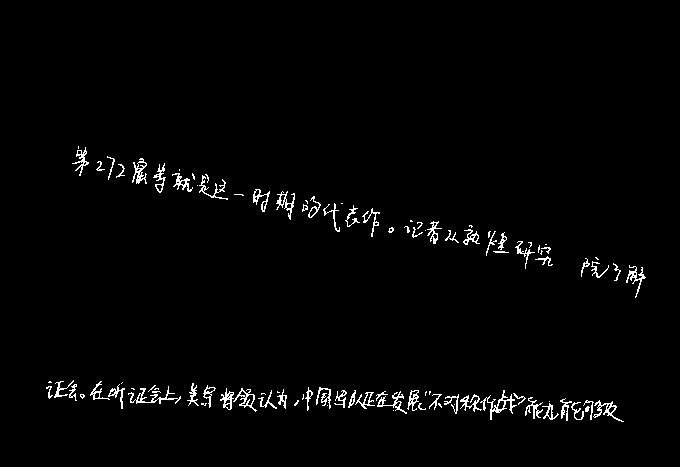 第272窟等就是这一时期的代表作。记者从敦煌研究院了解
证会。在听证会上,美军将领认为,中国军队正在发展“不对称作战”能力,能够